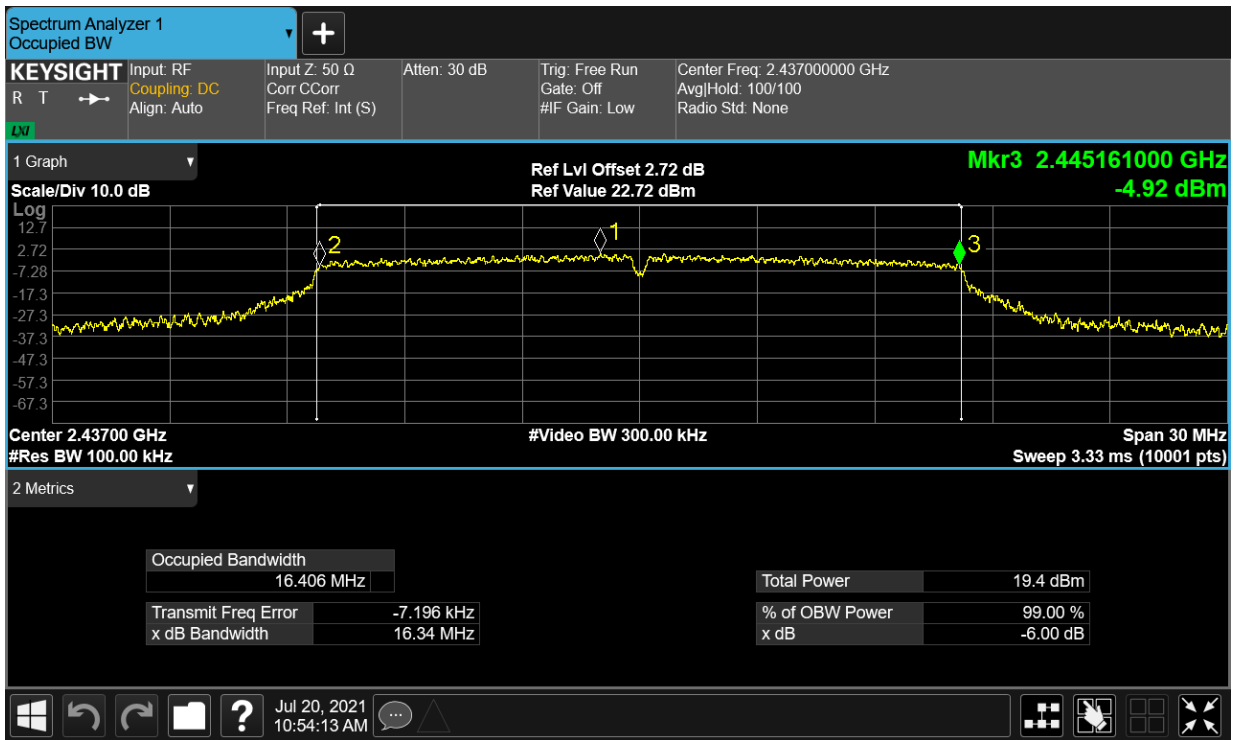 Spectrum Analyzer 1
Occupied BW
KEYSIGHT
R T
LXI
Input: RF
Coupling: DC
Align: Auto
Input Z: 50 Ω
Corr CCorr
Freq Ref: Int (S)
Atten: 30 dB
Trig: Free Run
Gate: Off
#IF Gain: Low
Center Freq: 2.437000000 GHz
Avg|Hold: 100/100
Radio Std: None
1 Graph
Scale/Div 10.0 dB
Ref Lvl Offset 2.72 dB
Ref Value 22.72 dBm
Mkr3 2.445161000 GHz
-4.92 dBm
Log
12.7
2.72
-7.28
-17.3
-27.3
-37.3
-47.3
-57.3
-67.3
2
1
3
Center 2.43700 GHz
#Res BW 100.00 kHz
#Video BW 300.00 kHz
Span 30 MHz
Sweep 3.33 ms (10001 pts)
2 Metrics
Occupied Bandwidth
16.406 MHz
Transmit Freq Error -7.196 kHz
x dB Bandwidth 16.34 MHz
Total Power 19.4 dBm
% of OBW Power 99.00 %
x dB -6.00 dB
?
Jul 20, 2021
10:54:13 AM